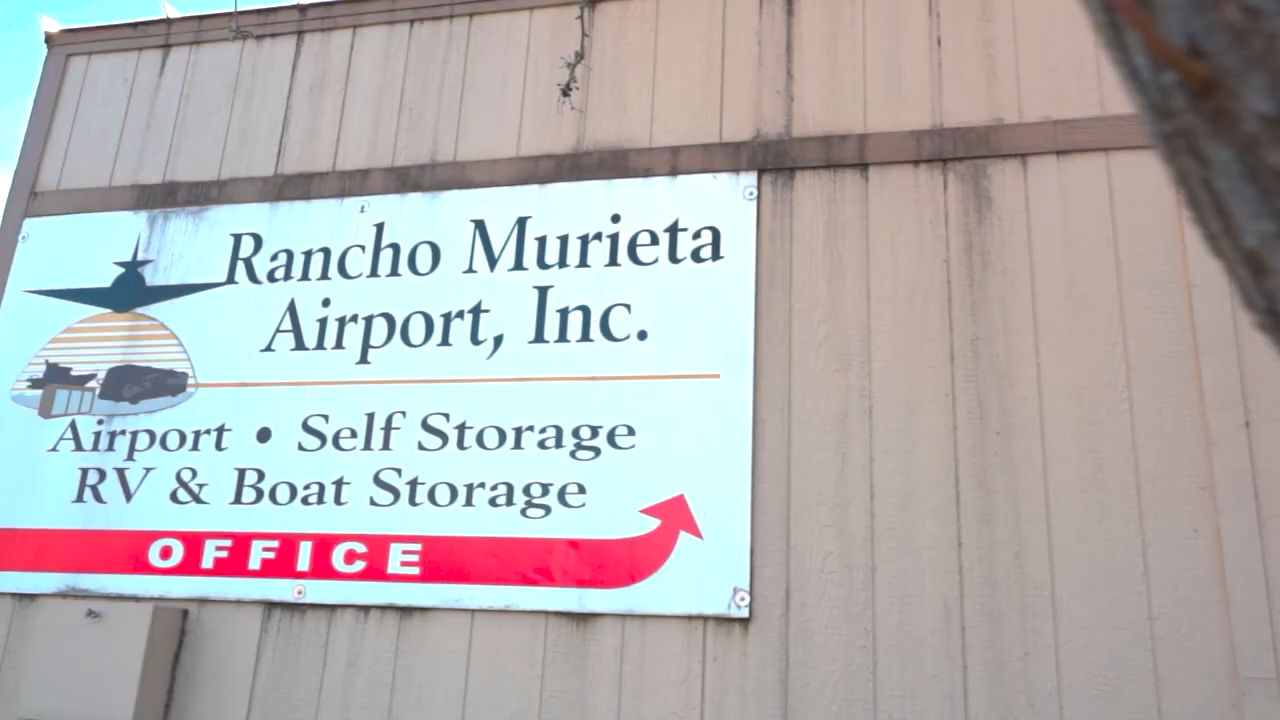 Rancho Murieta
Airport, Inc.
Airport • Self Storage
RV & Boat Storage
OFFICE